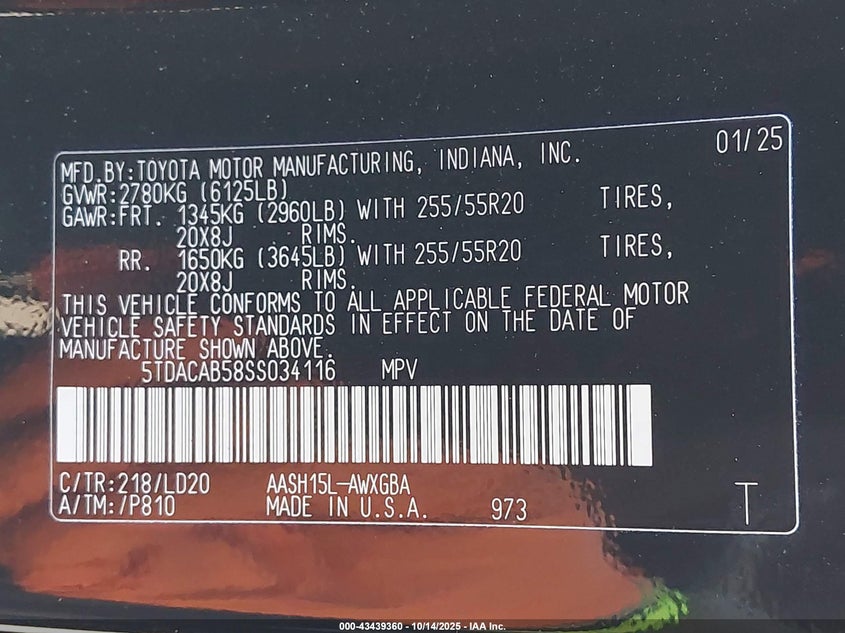 01/25
MFD.BY:TOYOTA MOTOR MANUFACTURING, INDIANA, INC.
GVWR:2780KG (6125LB)
GAWR:FRT. 1345KG (2960LB) WITH 255/55R20 TIRES,
20X8J RIMS.
RR. 1650KG (3645LB) WITH 255/55R20 TIRES,
20X8J RIMS.
THIS VEHICLE CONFORMS TO ALL APPLICABLE FEDERAL MOTOR
VEHICLE SAFETY STANDARDS IN EFFECT ON THE DATE OF
MANUFACTURE SHOWN ABOVE.
5TDACAB58SS034116 MPV
C/TR:218/LD20 AASH15L-AWXGBA
A/TM:/P810 MADE IN U.S.A. 973 T
000-43439360 - 10/14/2025 - IAA Inc.